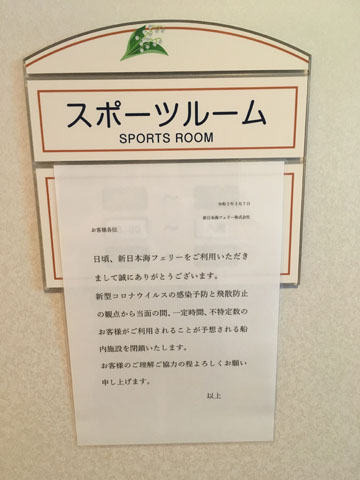 スポーツルーム
SPORTS ROOM
新日本海フェリー株式会社
お客様各位
日頃、新日本海フェリーをご利用いただき
まして誠にありがとうございます。
新型コロナウイルスの感染予防と飛散防止
の観点から当面の間、一定時間、不特定数の
お客様がご利用されることが予想される船
内施設を閉鎖いたします。
お客様のご理解ご協力の程よろしくお願い
申し上げます。
以上